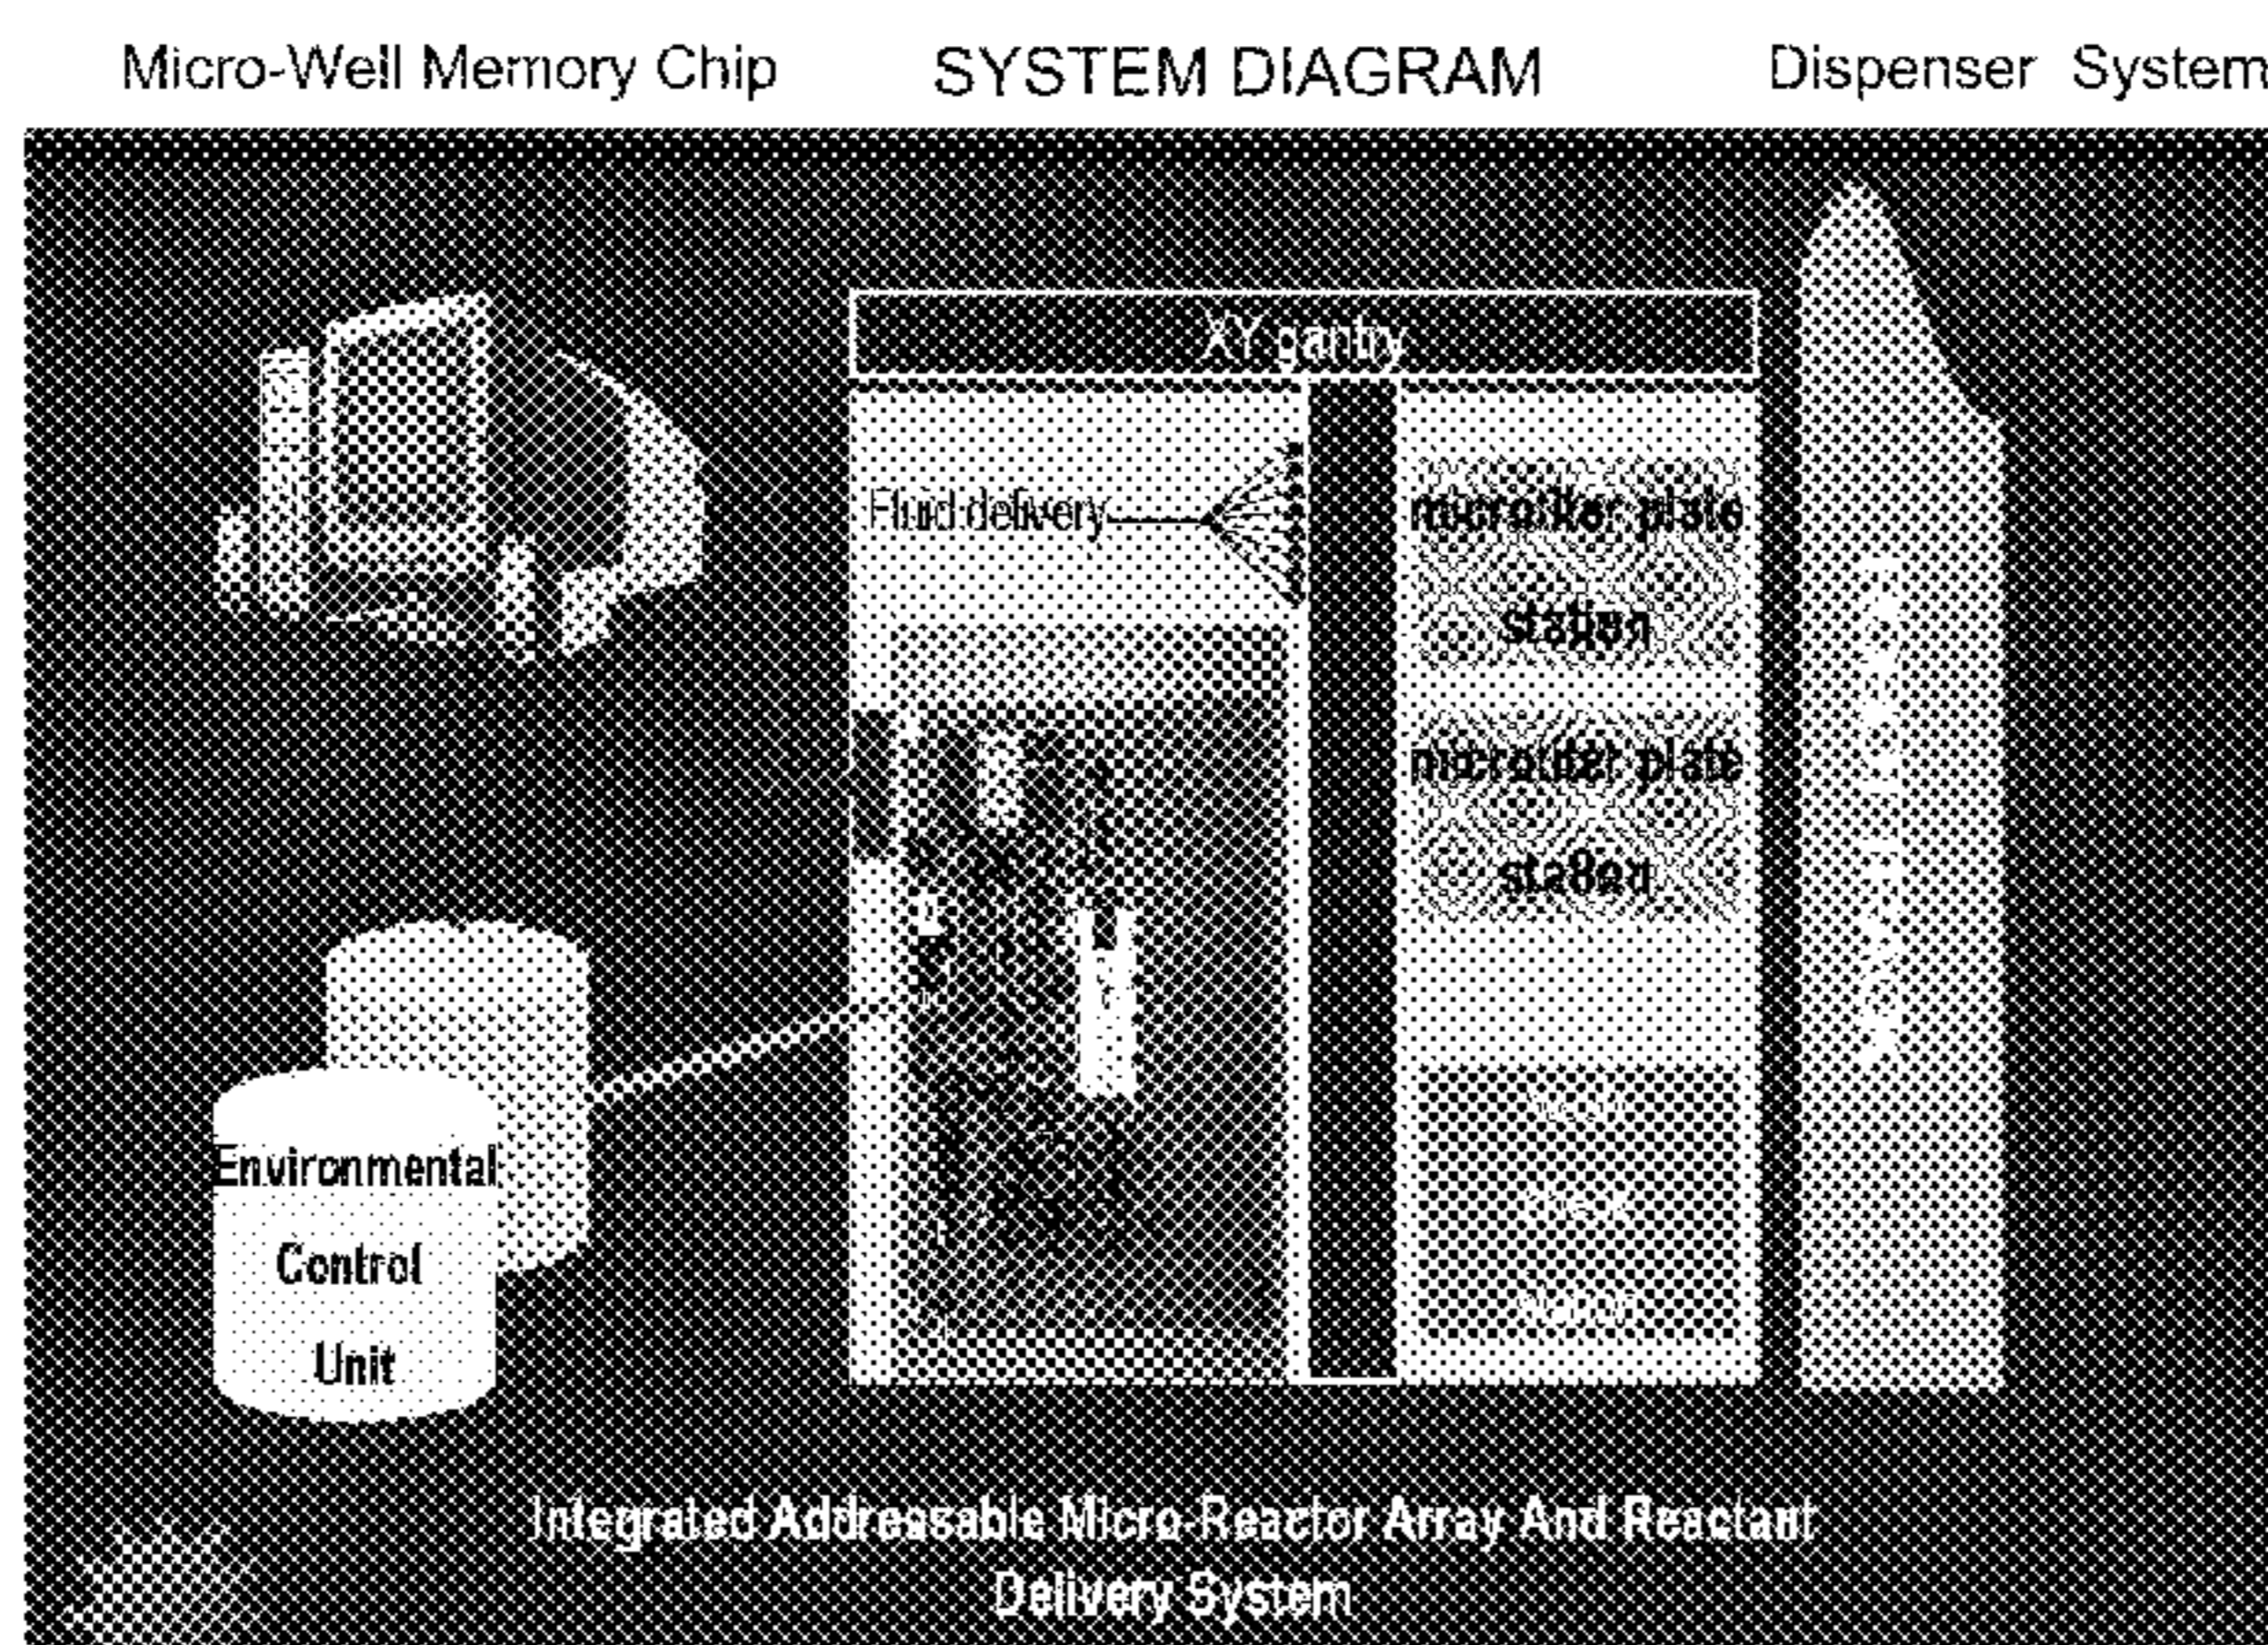 Micro-Well Memory Chip
SYSTEM DIAGRAM
Dispenser System
XY gantry
Fluid delivery
microtiter plate
station
microtiter plate
station
Environmental
Control
Unit
Integrated Addressable Micro-Reactor Array And Reactant
Delivery System